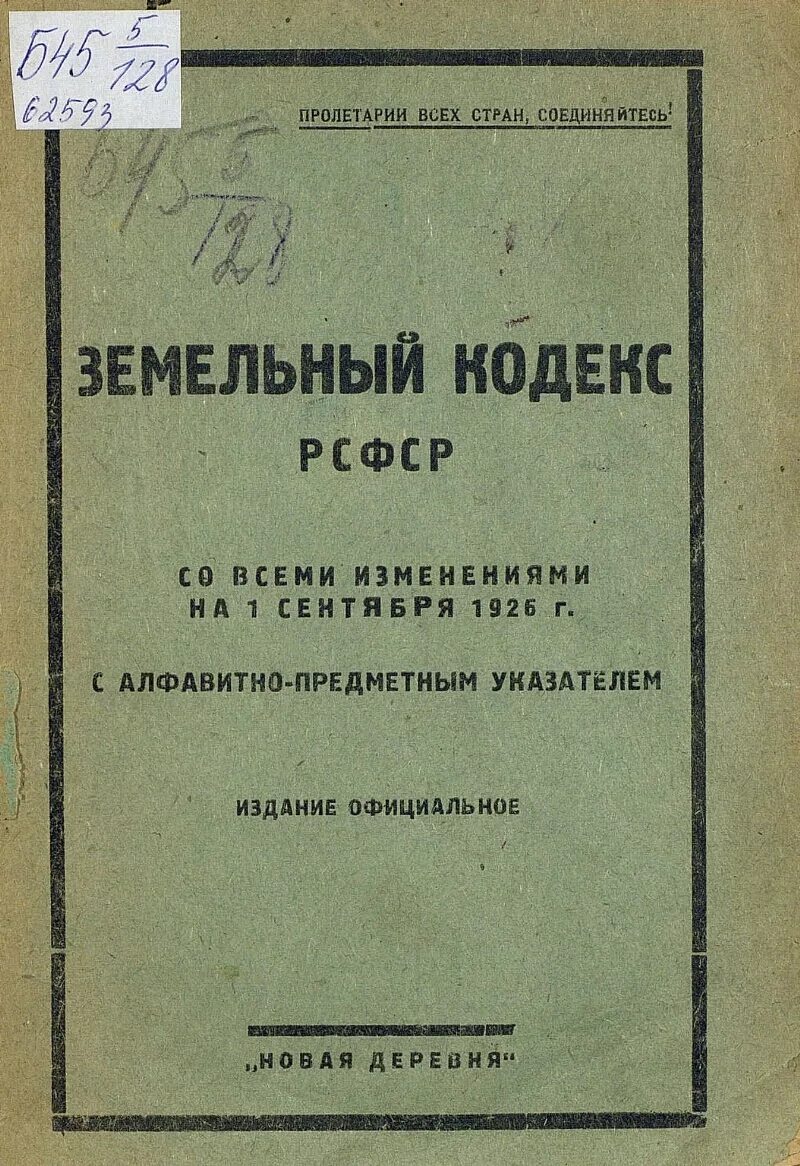 Б45 5/128
62593
ПРОЛЕТАРИИ ВСЕХ СТРАН, СОЕДИНЯЙТЕСЬ!
Б45 5/128
ЗЕМЕЛЬНЫЙ КОДЕКС
РСФСР
СО ВСЕМИ ИЗМЕНЕНИЯМИ
НА 1 СЕНТЯБРЯ 1926 г.
С АЛФАВИТНО-ПРЕДМЕТНЫМ УКАЗАТЕЛЕМ
ИЗДАНИЕ ОФИЦИАЛЬНОЕ
„НОВАЯ ДЕРЕВНЯ“